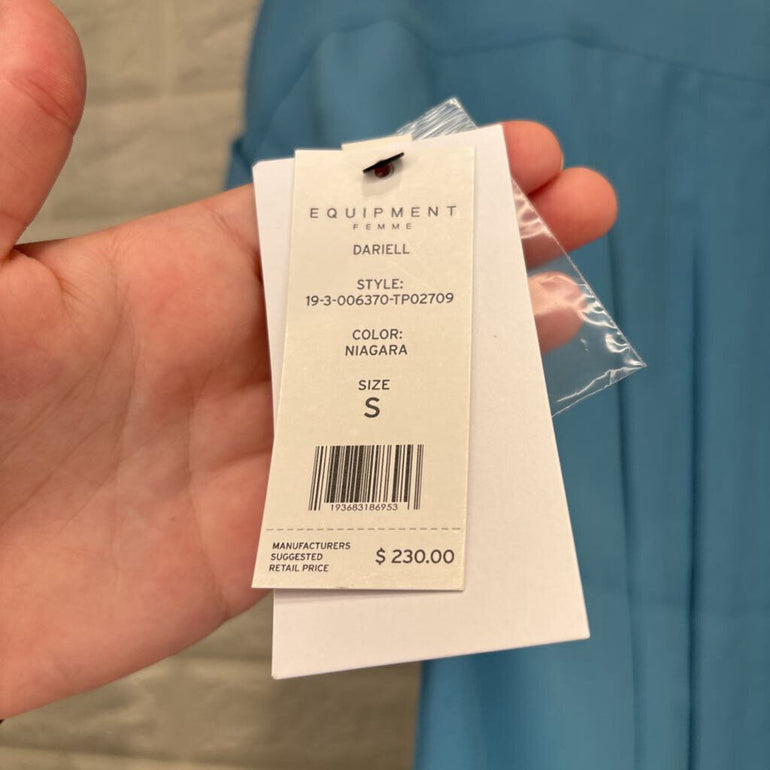 EQUIPMENT
FEMME
DARIELL
STYLE:
19-3-006370-TP02709
COLOR:
NIAGARA
SIZE
S
193683186953
MANUFACTURERS
SUGGESTED
RETAIL PRICE
$ 230.00